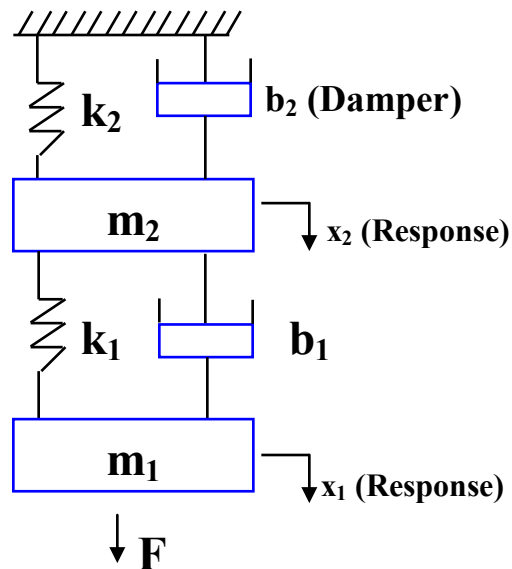 k₂
b₂ (Damper)
m₂
x₂ (Response)
k₁
b₁
m₁
x₁ (Response)
F